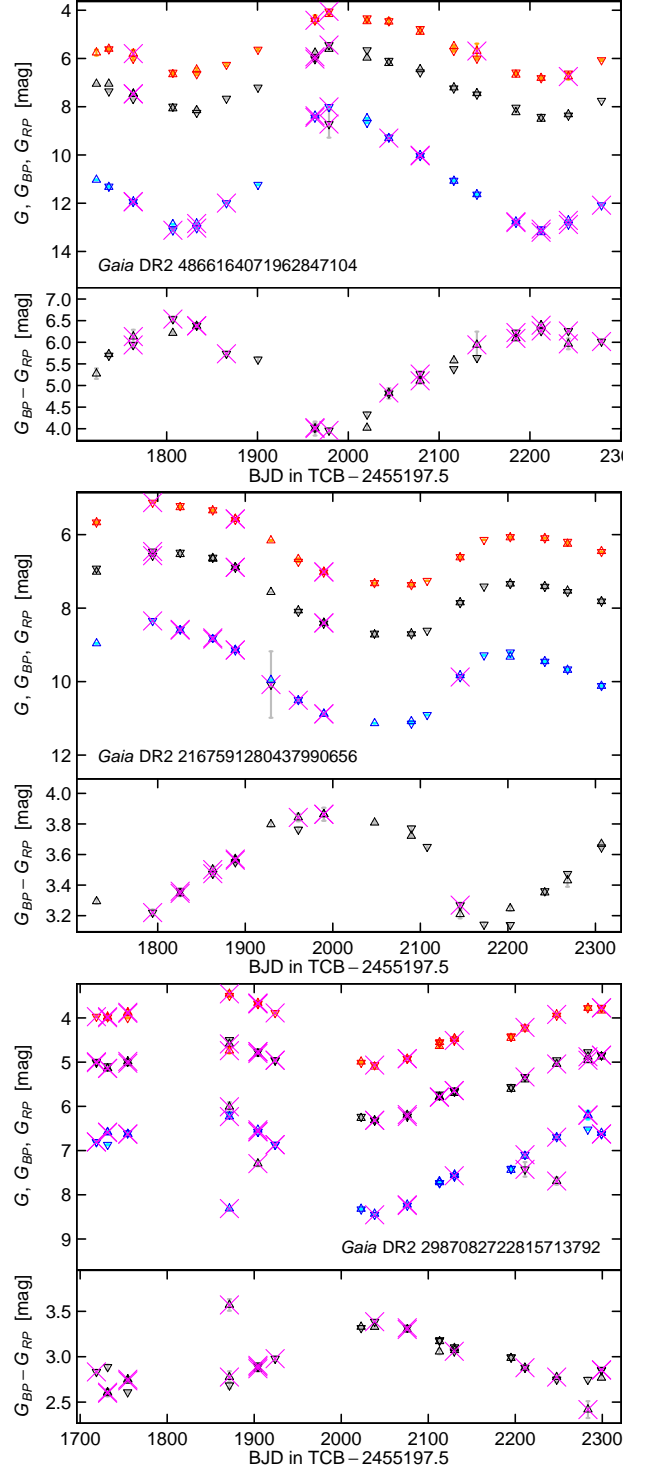 4
6
8
10
12
14
G, G_BP, G_RP [mag]
Gaia DR2 4866164071962847104
7.0
6.5
6.0
5.5
5.0
4.5
4.0
G_BP − G_RP [mag]
1800 1900 2000 2100 2200 2300
BJD in TCB − 2455197.5
6
8
10
12
G, G_BP, G_RP [mag]
Gaia DR2 2167591280437990656
4.0
3.8
3.6
3.4
3.2
G_BP − G_RP [mag]
1800 1900 2000 2100 2200 2300
BJD in TCB − 2455197.5
4
5
6
7
8
9
G, G_BP, G_RP [mag]
Gaia DR2 2987082722815713792
3.5
3.0
2.5
G_BP − G_RP [mag]
1700 1800 1900 2000 2100 2200 2300
BJD in TCB − 2455197.5